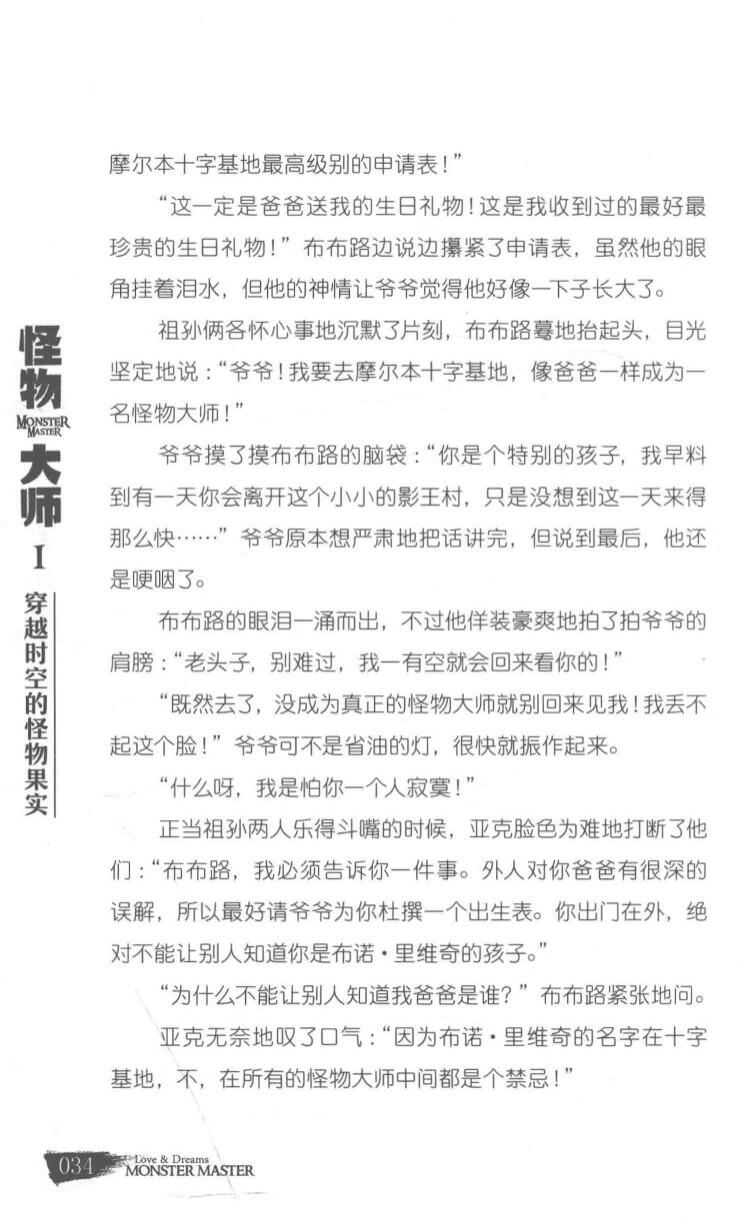 摩尔本十字基地最高级别的申请表！”
“这一定是爸爸送我的生日礼物！这是我收到过的最好最
珍贵的生日礼物！”布布路边说边攥紧了申请表，虽然他的眼
角挂着泪水，但他的神情让爷爷觉得他好像一下子长大了。
祖孙俩各怀心事地沉默了片刻，布布路蓦地抬起头，目光
坚定地说：“爷爷！我要去摩尔本十字基地，像爸爸一样成为一
名怪物大师！”
爷爷摸了摸布布路的脑袋：“你是个特别的孩子，我早料
到有一天你会离开这个小小的影王村，只是没想到这一天来得
那么快……”爷爷原本想严肃地把话讲完，但说到最后，他还
是哽咽了。
布布路的眼泪一涌而出，不过他佯装豪爽地拍了拍爷爷的
肩膀：“老头子，别难过，我一有空就会回来看你的！”
“既然去了，没成为真正的怪物大师就别回来见我！我丢不
起这个脸！”爷爷可不是省油的灯，很快就振作起来。
“什么呀，我是怕你一个人寂寞！”
正当祖孙两人乐得斗嘴的时候，亚克脸色为难地打断了他
们：“布布路，我必须告诉你一件事。外人对你爸爸有很深的
误解，所以最好请爷爷为你杜撰一个出生表。你出门在外，绝
对不能让别人知道你是布诺·里维奇的孩子。”
“为什么不能让别人知道我爸爸是谁？”布布路紧张地问。
亚克无奈地叹了口气：“因为布诺·里维奇的名字在十字
基地，不，在所有的怪物大师中间都是个禁忌！”
怪物
MONSTER
MASTER
大师
I
穿越时空的怪物果实
034
Love & Dreams
MONSTER MASTER